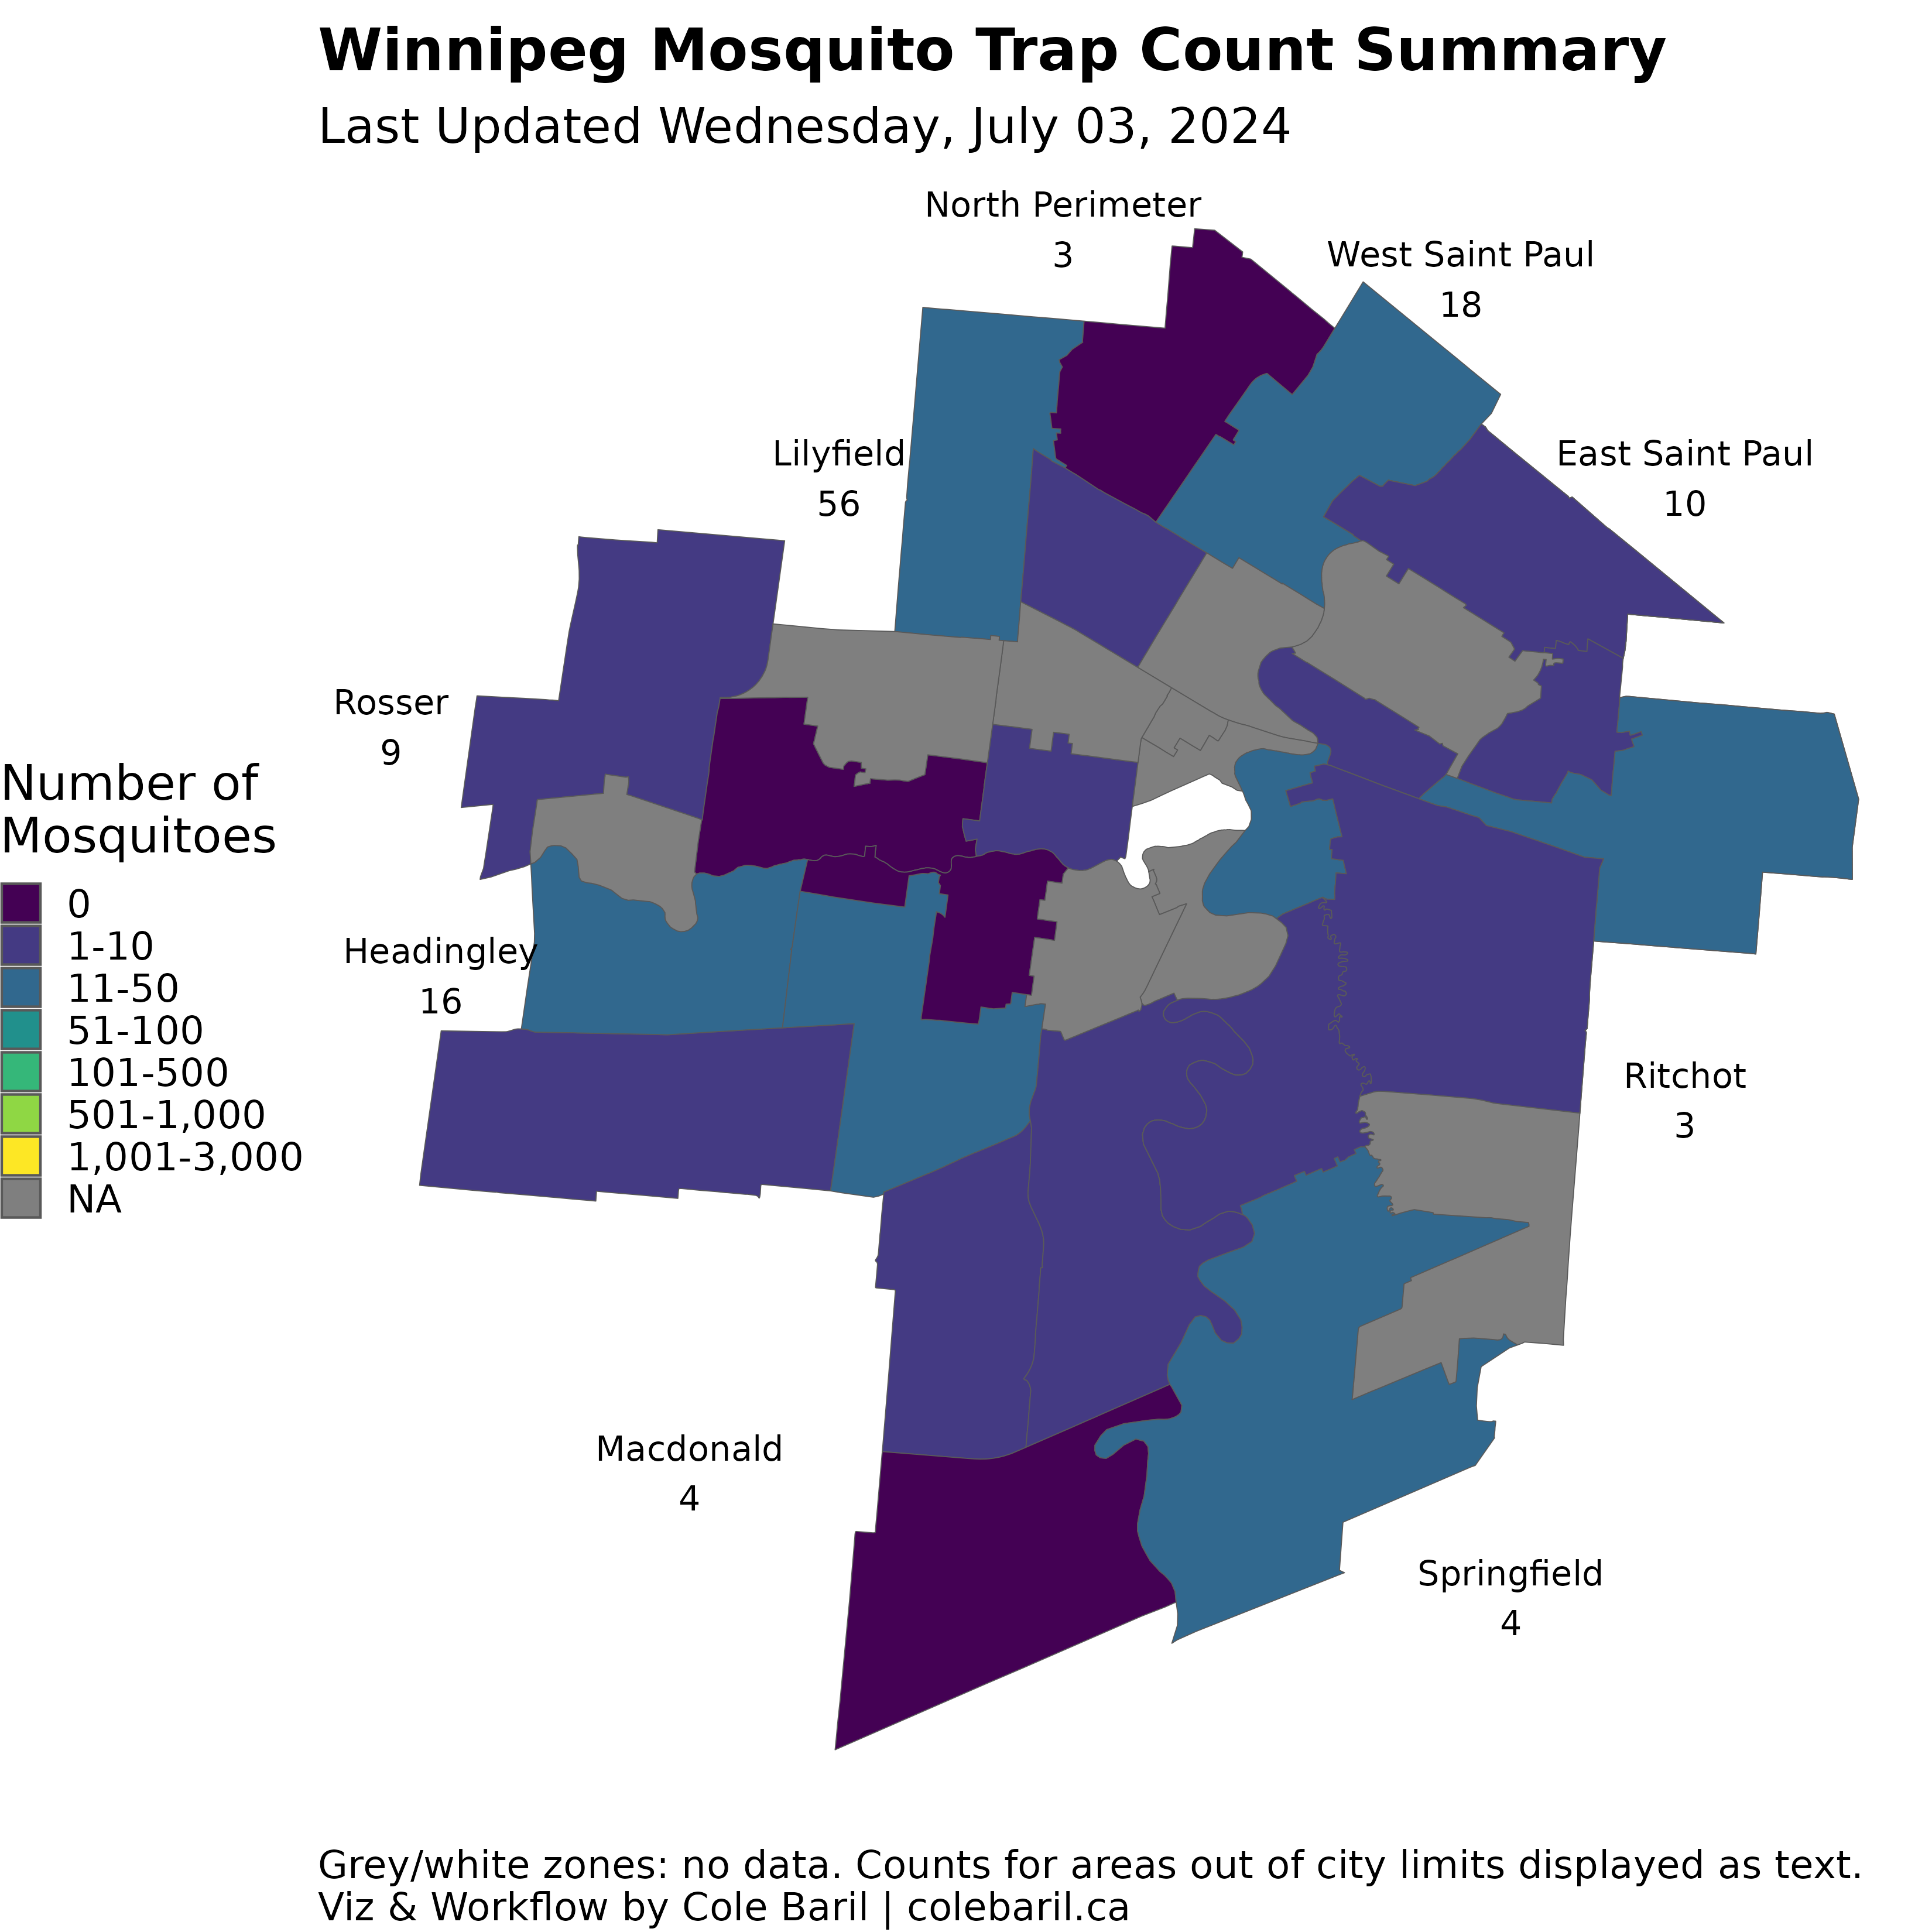 Winnipeg Mosquito Trap Count Summary
Last Updated Wednesday, July 03, 2024
North Perimeter
3
West Saint Paul
18
Lilyfield
56
East Saint Paul
10
Rosser
9
Number of
Mosquitoes
0
1-10
11-50
51-100
101-500
501-1,000
1,001-3,000
NA
Headingley
16
Ritchot
3
Macdonald
4
Springfield
4
Grey/white zones: no data. Counts for areas out of city limits displayed as text.
Viz & Workflow by Cole Baril | colebaril.ca